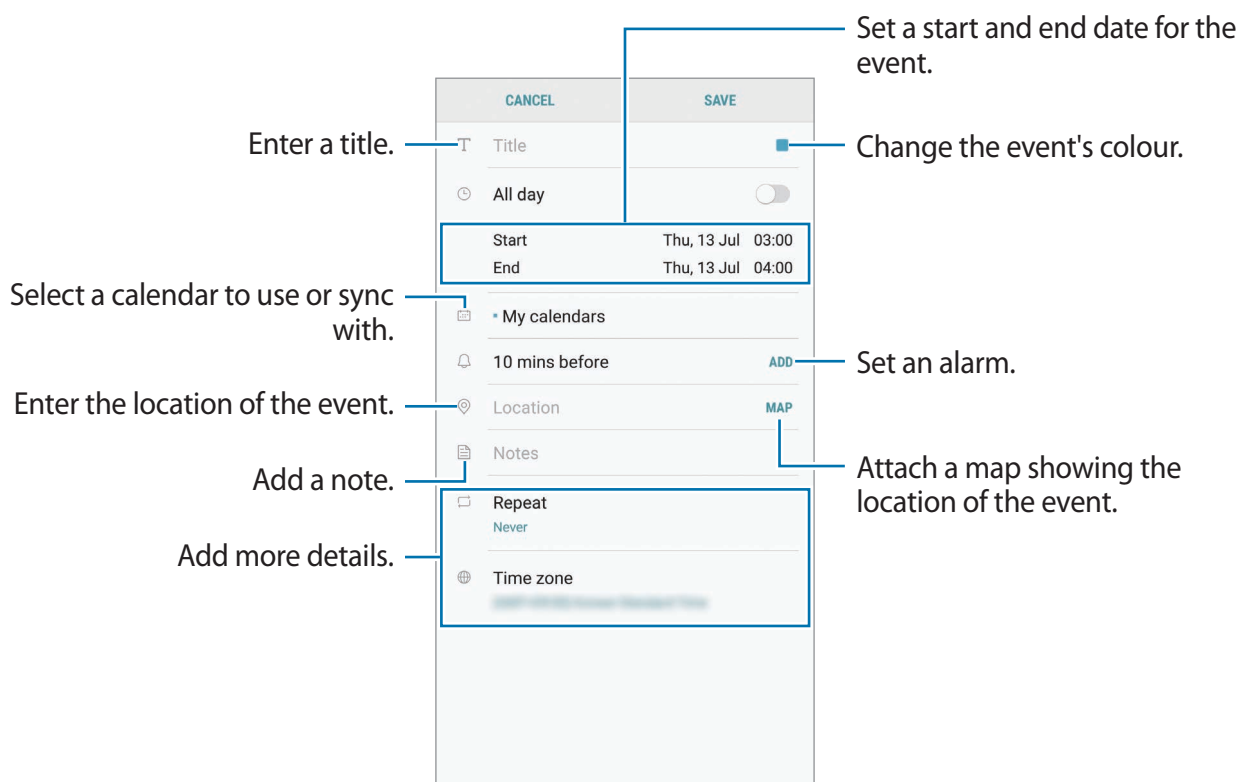 Set a start and end date for the
event.
CANCEL SAVE
Enter a title.
T Title
Change the event's colour.
All day
Start Thu, 13 Jul 03:00
End Thu, 13 Jul 04:00
Select a calendar to use or sync
with.
My calendars
10 mins before ADD
Set an alarm.
Enter the location of the event.
Location MAP
Notes
Add a note.
Attach a map showing the
location of the event.
Repeat
Never
Add more details.
Time zone